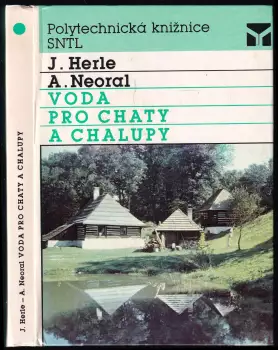 Polytechnická knižnice
SNTL
J. Herle
A. Neoral
VODA
PRO CHATY
A CHALUPY
J. Herle – A. Neoral VODA PRO CHATY A CHALUPY